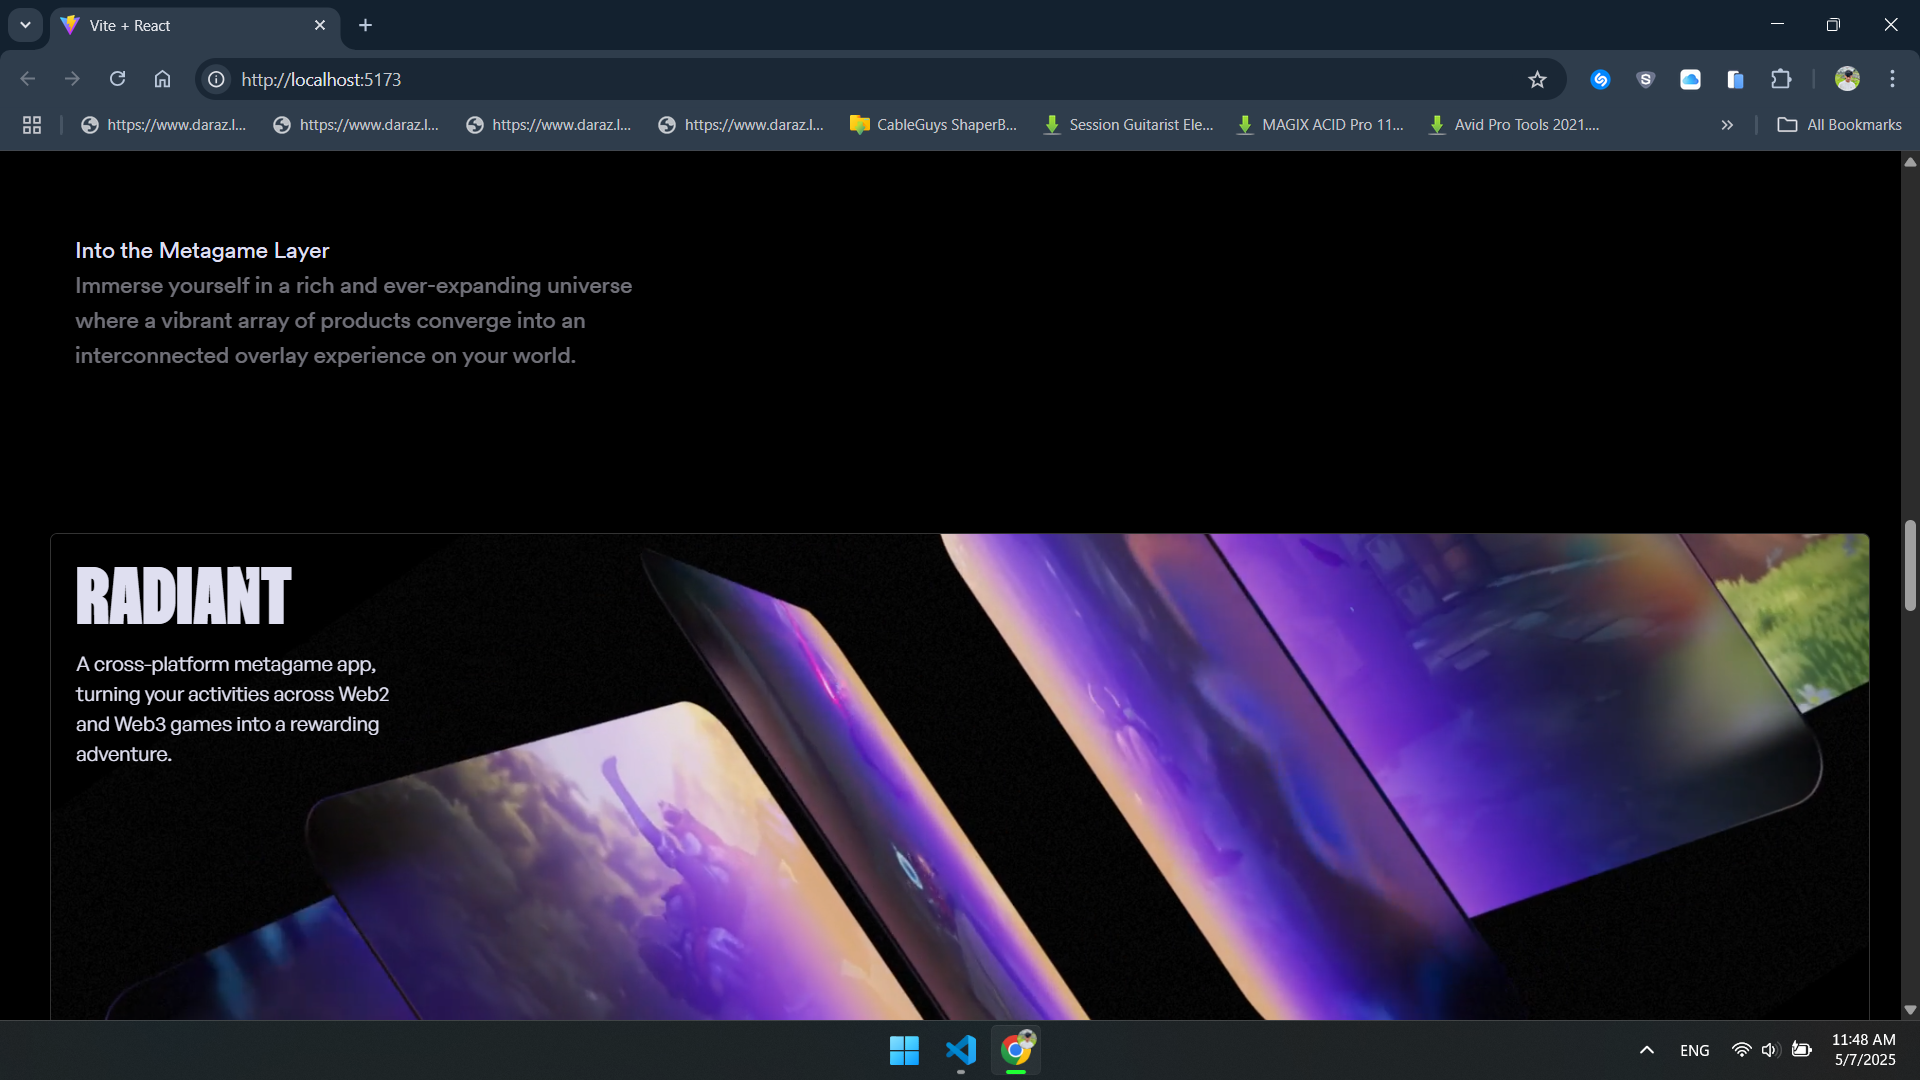 Vite + React
http://localhost:5173
https://www.daraz.l...
https://www.daraz.l...
https://www.daraz.l...
https://www.daraz.l...
CableGuys ShaperB...
Session Guitarist Ele...
MAGIX ACID Pro 11...
Avid Pro Tools 2021....
All Bookmarks
Into the Metagame Layer
Immerse yourself in a rich and ever-expanding universe
where a vibrant array of products converge into an
interconnected overlay experience on your world.
RADIANT
A cross-platform metagame app,
turning your activities across Web2
and Web3 games into a rewarding
adventure.
ENG
11:48 AM
5/7/2025